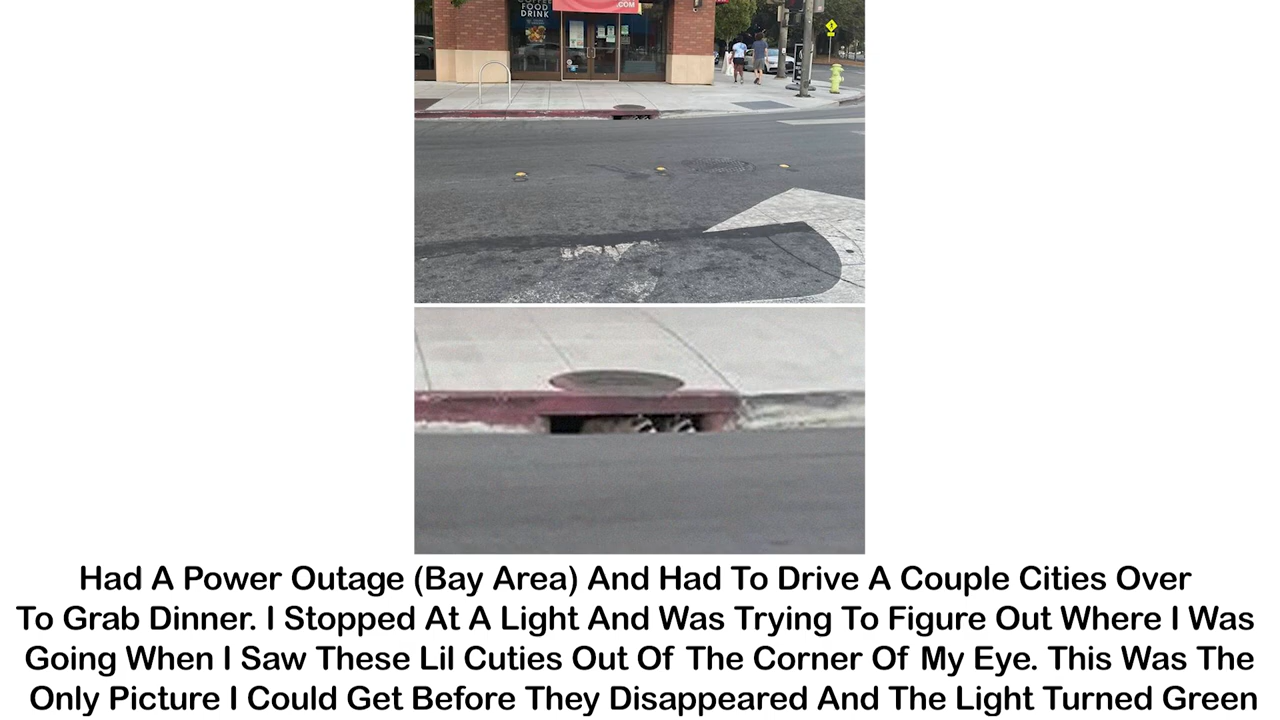 FOOD
DRINK
.COM
Had A Power Outage (Bay Area) And Had To Drive A Couple Cities Over
To Grab Dinner. I Stopped At A Light And Was Trying To Figure Out Where I Was
Going When I Saw These Lil Cuties Out Of The Corner Of My Eye. This Was The
Only Picture I Could Get Before They Disappeared And The Light Turned Green